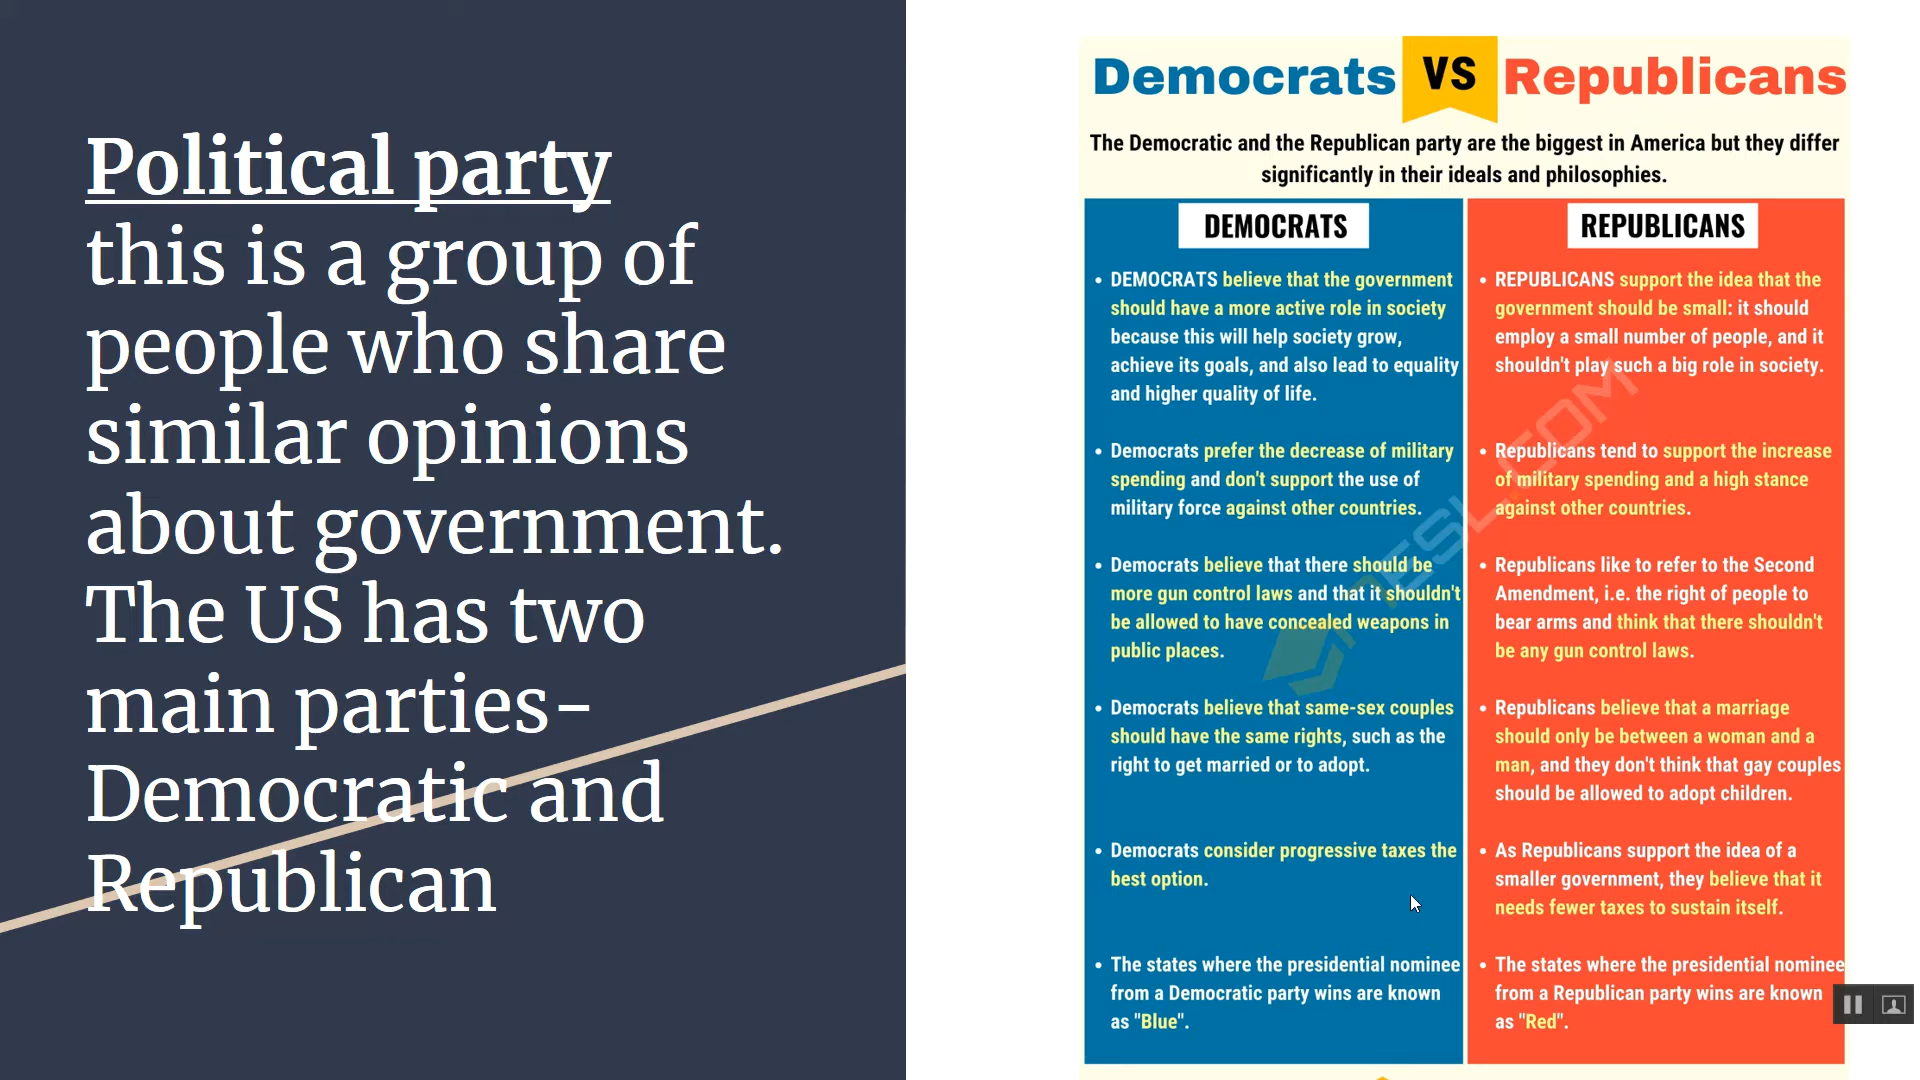 Political party
this is a group of
people who share
similar opinions
about government.
The US has two
main parties-
Democratic and
Republican
Democrats VS Republicans
The Democratic and the Republican party are the biggest in America but they differ
significantly in their ideals and philosophies.
DEMOCRATS
• DEMOCRATS believe that the government
should have a more active role in society
because this will help society grow,
achieve its goals, and also lead to equality
and higher quality of life.
• Democrats prefer the decrease of military
spending and don't support the use of
military force against other countries.
• Democrats believe that there should be
more gun control laws and that it shouldn't
be allowed to have concealed weapons in
public places.
• Democrats believe that same-sex couples
should have the same rights, such as the
right to get married or to adopt.
• Democrats consider progressive taxes the
best option.
• The states where the presidential nominee
from a Democratic party wins are known
as "Blue".
REPUBLICANS
• REPUBLICANS support the idea that the
government should be small: it should
employ a small number of people, and it
shouldn't play such a big role in society.
• Republicans tend to support the increase
of military spending and a high stance
against other countries.
• Republicans like to refer to the Second
Amendment, i.e. the right of people to
bear arms and think that there shouldn't
be any gun control laws.
• Republicans believe that a marriage
should only be between a woman and a
man, and they don't think that gay couples
should be allowed to adopt children.
• As Republicans support the idea of a
smaller government, they believe that it
needs fewer taxes to sustain itself.
• The states where the presidential nominee
from a Republican party wins are known
as "Red".
7ESL.COM